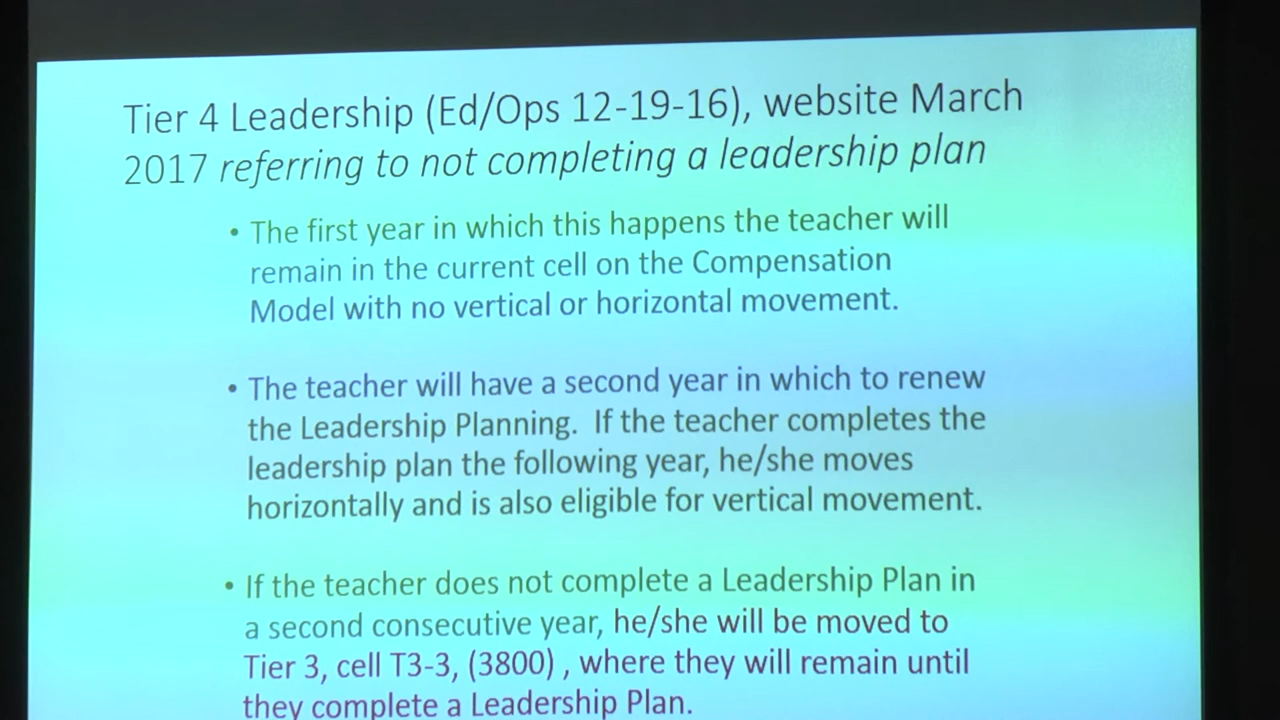 Tier 4 Leadership (Ed/Ops 12-19-16), website March
2017 referring to not completing a leadership plan
• The first year in which this happens the teacher will
remain in the current cell on the Compensation
Model with no vertical or horizontal movement.
• The teacher will have a second year in which to renew
the Leadership Planning.  If the teacher completes the
leadership plan the following year, he/she moves
horizontally and is also eligible for vertical movement.
• If the teacher does not complete a Leadership Plan in
a second consecutive year, he/she will be moved to
Tier 3, cell T3-3, (3800) , where they will remain until
they complete a Leadership Plan.